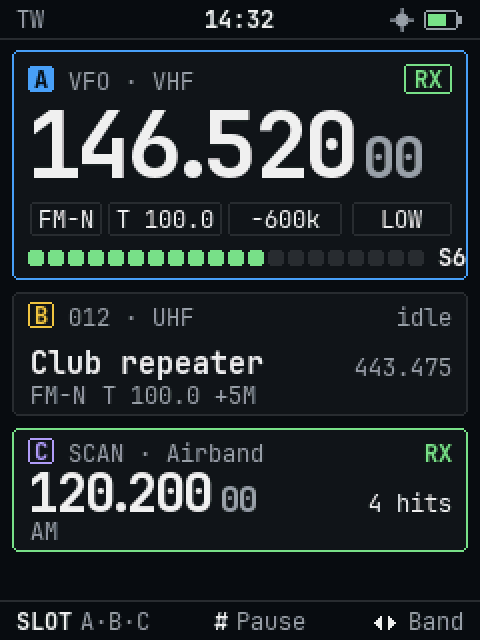 TW 14:32
A VFO · VHF RX
146.520 00
FM-N T 100.0 -600k LOW
S6
B 012 · UHF idle
Club repeater 443.475
FM-N T 100.0 +5M
C SCAN · Airband RX
120.200 00 4 hits
AM
SLOT A·B·C # Pause Band